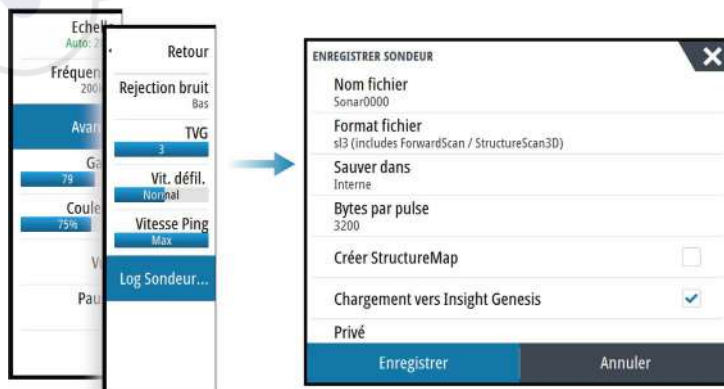 Echelle
Auto: 2
Fréquen
200
Avan
Ga
79
Coule
75%
V
Pau
Retour
Rejection bruit
Bas
TVG
3
Vit. défil.
Normal
Vitesse Ping
Max
Log Sondeur...
ENREGISTRER SONDEUR
Nom fichier
Sonar0000
Format fichier
sl3 (includes ForwardScan / StructureScan3D)
Sauver dans
Interne
Bytes par pulse
3200
Créer StructureMap
Chargement vers Insight Genesis
Privé
Enregistrer
Annuler